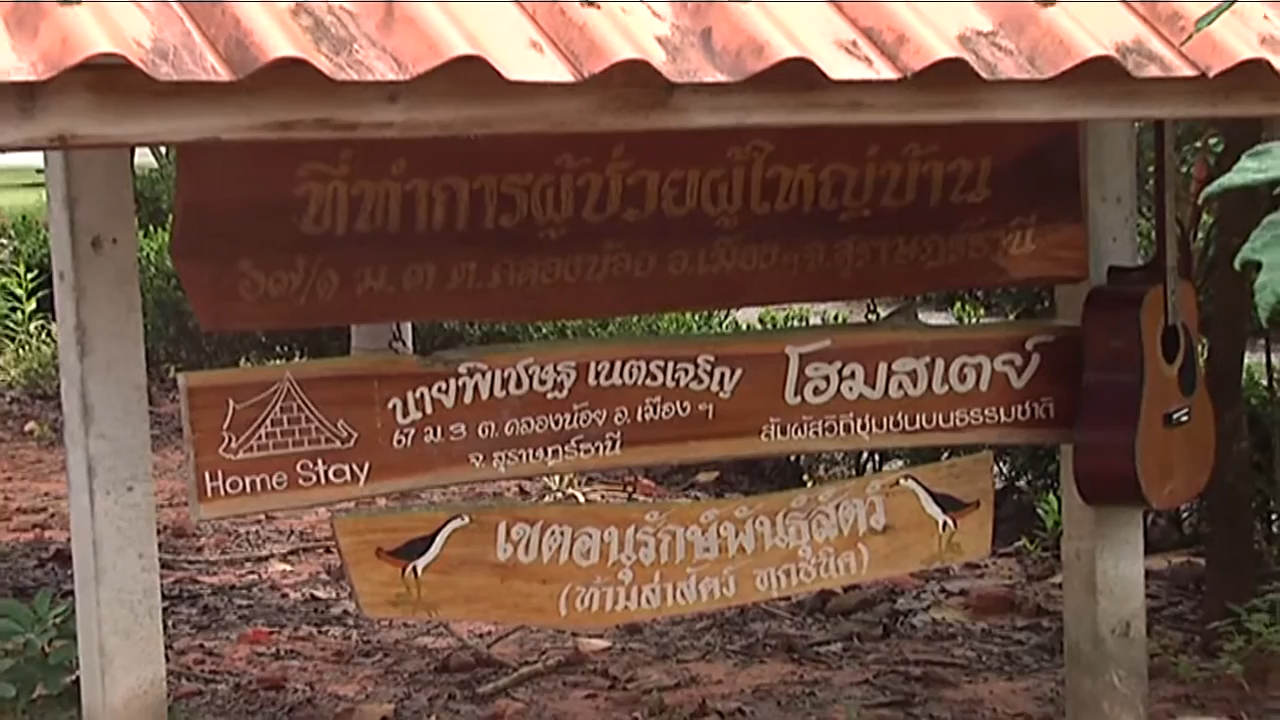 ที่ทำการผู้ช่วยผู้ใหญ่บ้าน
๖๗/๑ ม.๓ ต.คลองน้อย อ.เมืองฯ จ.สุราษฎร์ธานี
นายพิเชษฐ เนตรเจริญ
67 ม.3 ต.คลองน้อย อ.เมือง ฯ
จ.สุราษฎร์ธานี
โฮมสเตย์
สัมผัสวิถีชุมชนบนธรรมชาติ
Home Stay
เขตอนุรักษ์พันธุ์สัตว์
(ห้ามล่าสัตว์ ทุกชนิด)